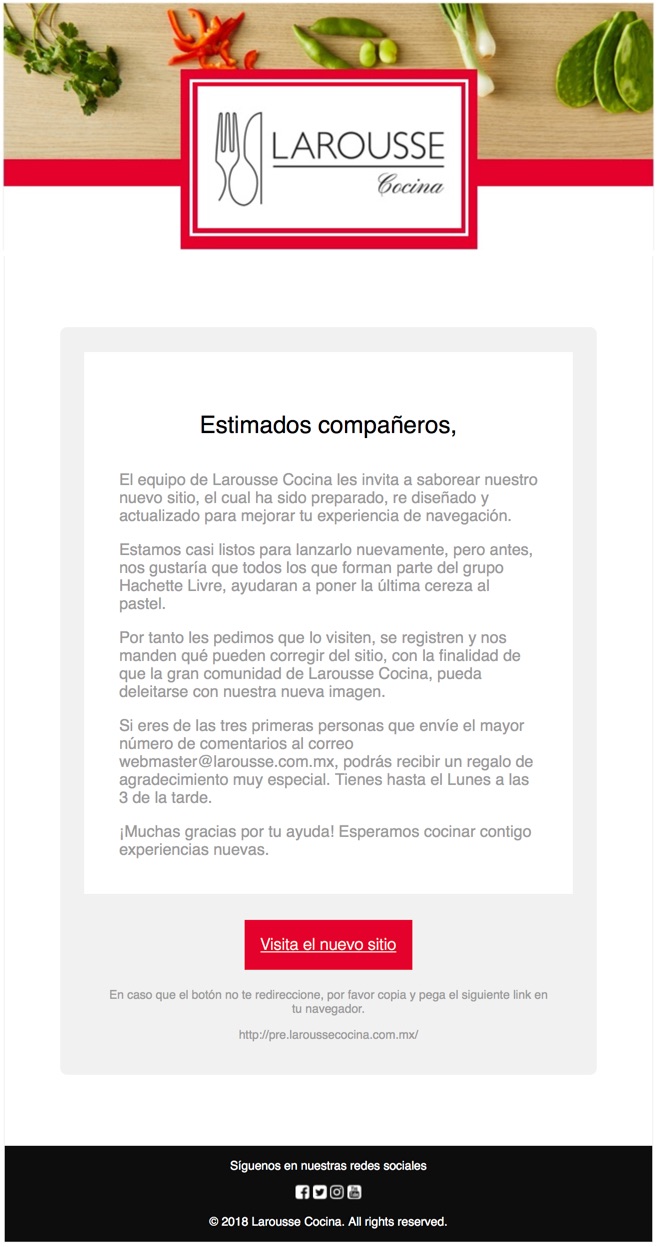 LAROUSSE
Cocina
Estimados compañeros,
El equipo de Larousse Cocina les invita a saborear nuestro
nuevo sitio, el cual ha sido preparado, re diseñado y
actualizado para mejorar tu experiencia de navegación.
Estamos casi listos para lanzarlo nuevamente, pero antes,
nos gustaría que todos los que forman parte del grupo
Hachette Livre, ayudaran a poner la última cereza al
pastel.
Por tanto les pedimos que lo visiten, se registren y nos
manden qué pueden corregir del sitio, con la finalidad de
que la gran comunidad de Larousse Cocina, pueda
deleitarse con nuestra nueva imagen.
Si eres de las tres primeras personas que envíe el mayor
número de comentarios al correo
webmaster@larousse.com.mx, podrás recibir un regalo de
agradecimiento muy especial. Tienes hasta el Lunes a las
3 de la tarde.
¡Muchas gracias por tu ayuda! Esperamos cocinar contigo
experiencias nuevas.
Visita el nuevo sitio
En caso que el botón no te redireccione, por favor copia y pega el siguiente link en
tu navegador.
http://pre.laroussecocina.com.mx/
Síguenos en nuestras redes sociales
© 2018 Larousse Cocina. All rights reserved.